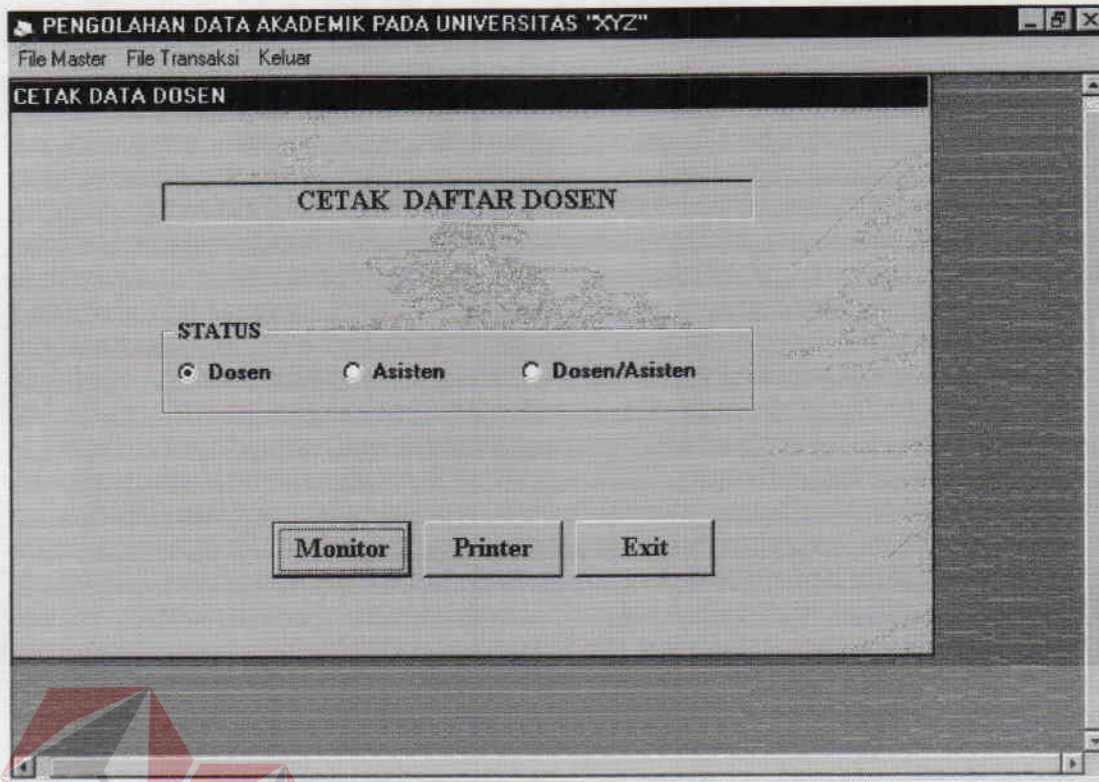 PENGOLAHAN DATA AKADEMIK PADA UNIVERSITAS "XYZ"
File Master File Transaksi Keluar
CETAK DATA DOSEN
CETAK DAFTAR DOSEN
STATUS
Dosen Asisten Dosen/Asisten
Monitor Printer Exit